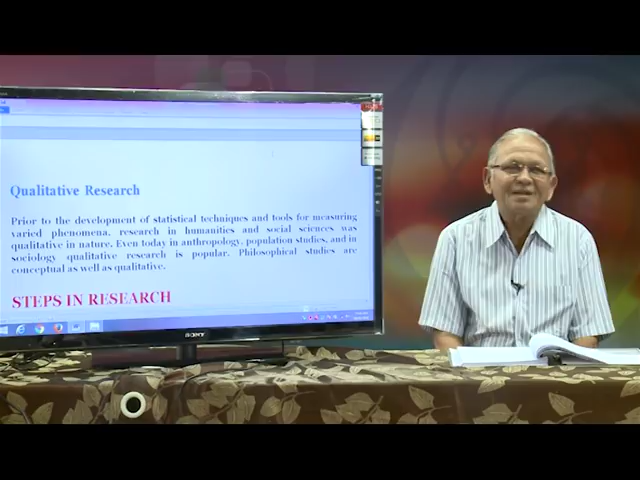 Qualitative Research
Prior to the development of statistical techniques and tools for measuring
varied phenomena, research in humanities and social sciences was
qualitative in nature. Even today in anthropology, population studies, and in
sociology qualitative research is popular. Philosophical studies are
conceptual as well as qualitative.
STEPS IN RESEARCH
SONY